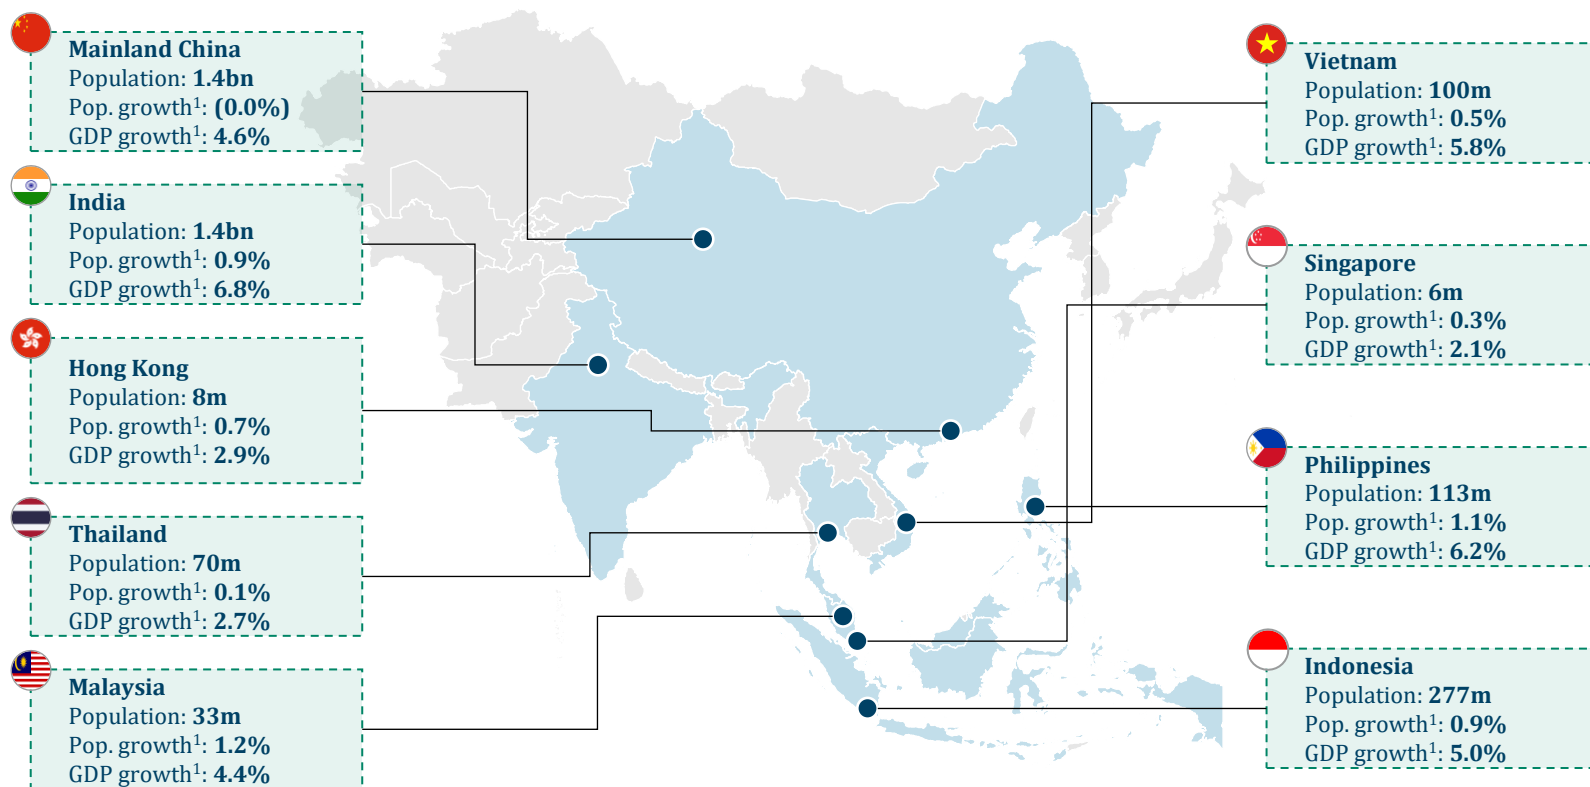 Mainland China
Population: 1.4bn
Pop. growth¹: (0.0%)
GDP growth¹: 4.6%
India
Population: 1.4bn
Pop. growth¹: 0.9%
GDP growth¹: 6.8%
Hong Kong
Population: 8m
Pop. growth¹: 0.7%
GDP growth¹: 2.9%
Thailand
Population: 70m
Pop. growth¹: 0.1%
GDP growth¹: 2.7%
Malaysia
Population: 33m
Pop. growth¹: 1.2%
GDP growth¹: 4.4%
Vietnam
Population: 100m
Pop. growth¹: 0.5%
GDP growth¹: 5.8%
Singapore
Population: 6m
Pop. growth¹: 0.3%
GDP growth¹: 2.1%
Philippines
Population: 113m
Pop. growth¹: 1.1%
GDP growth¹: 6.2%
Indonesia
Population: 277m
Pop. growth¹: 0.9%
GDP growth¹: 5.0%